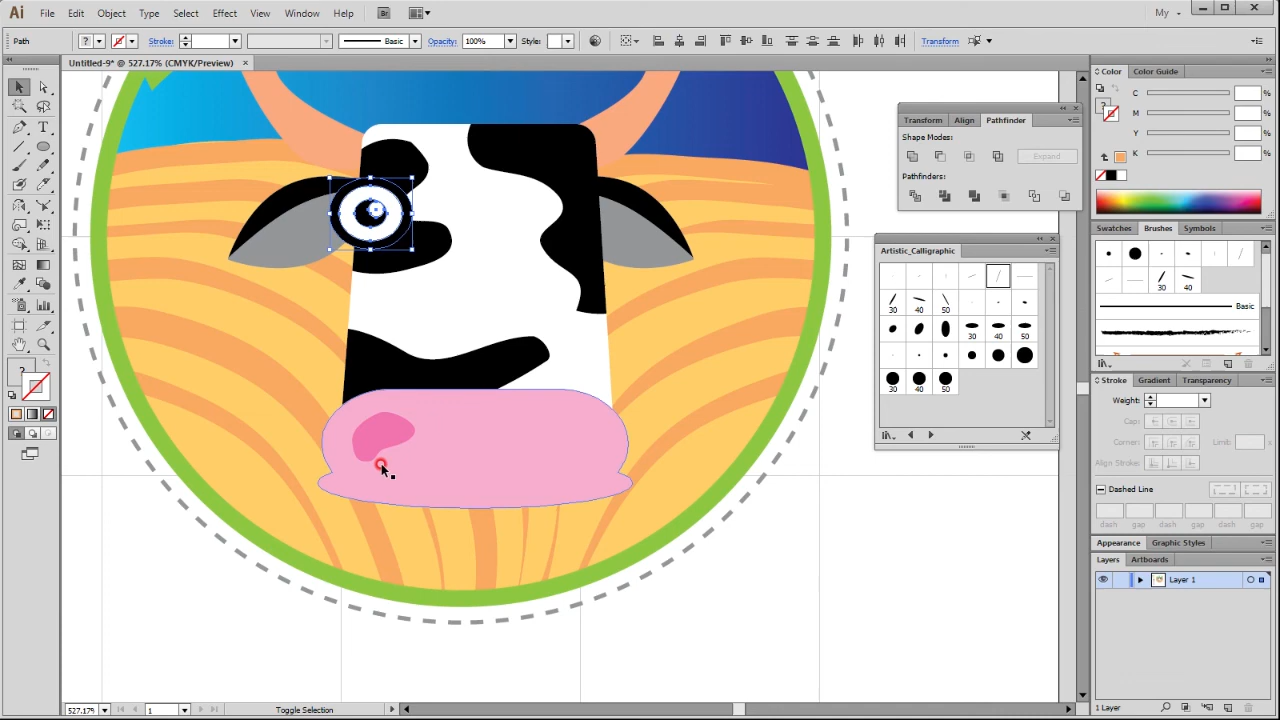 Ai File Edit Object Type Select Effect View Window Help Br My
Path Stroke: Basic Opacity: 100% Style: Transform
Untitled-9* @ 527.17% (CMYK/Preview) ×
Color Color Guide
C %
M %
Y %
K %
Transform Align Pathfinder
Shape Modes:
Expand
Pathfinders:
Swatches Brushes Symbols
30 40
Basic
Artistic_Calligraphic
30 40 50
30 40 50
30 40 50
Stroke Gradient Transparency
Weight:
Cap:
Corner: Limit: x
Align Stroke:
Dashed Line
dash gap dash gap dash gap
Appearance Graphic Styles
Layers Artboards
Layer 1
1 Layer
527.17% 1 Toggle Selection